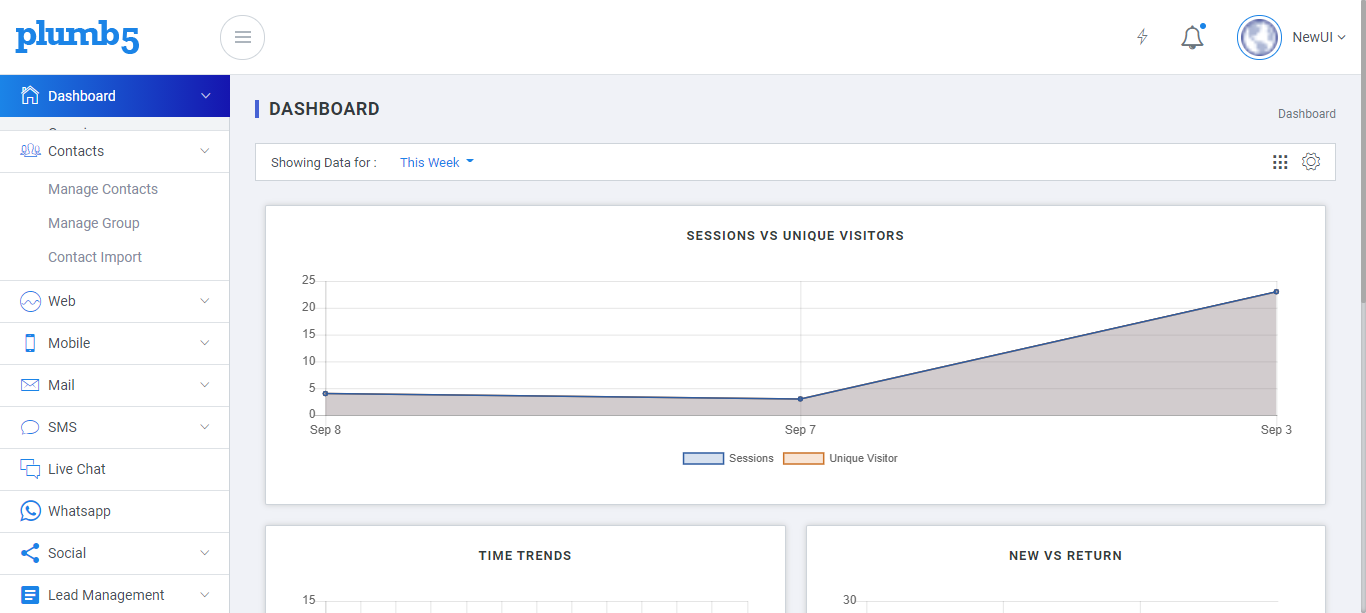 plumb5
NewUI
Dashboard
Contacts
Manage Contacts
Manage Group
Contact Import
Web
Mobile
Mail
SMS
Live Chat
Whatsapp
Social
Lead Management
DASHBOARD
Dashboard
Showing Data for :
This Week
SESSIONS VS UNIQUE VISITORS
25
20
15
10
5
0
Sep 8
Sep 7
Sep 3
Sessions
Unique Visitor
TIME TRENDS
15
NEW VS RETURN
30